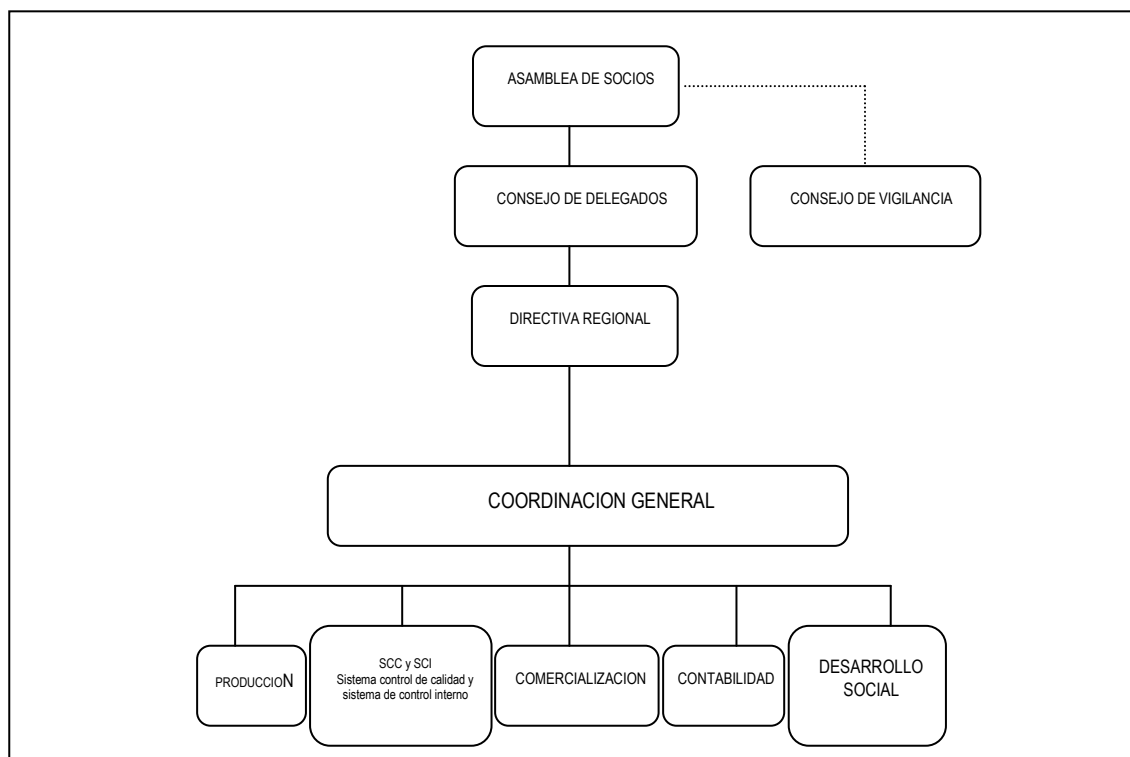 ASAMBLEA DE SOCIOS
CONSEJO DE DELEGADOS
CONSEJO DE VIGILANCIA
DIRECTIVA REGIONAL
COORDINACION GENERAL
PRODUCCION
SCC y SCI
Sistema control de calidad y
sistema de control interno
COMERCIALIZACION
CONTABILIDAD
DESARROLLO
SOCIAL